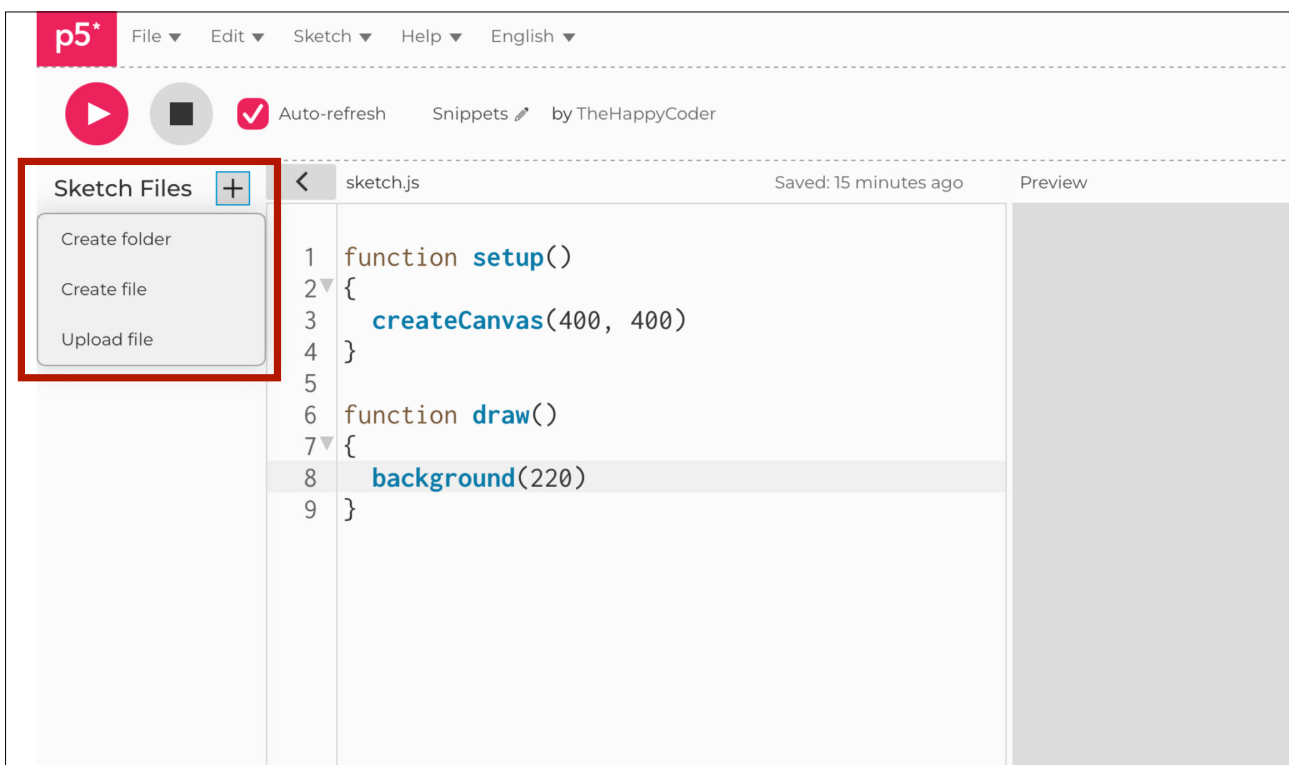 p5*
File Edit Sketch Help English
Auto-refresh Snippets by TheHappyCoder
Sketch Files +
Create folder
Create file
Upload file
sketch.js Saved: 15 minutes ago
1 function setup()
2 {
3 createCanvas(400, 400)
4 }
5
6 function draw()
7 {
8 background(220)
9 }
Preview